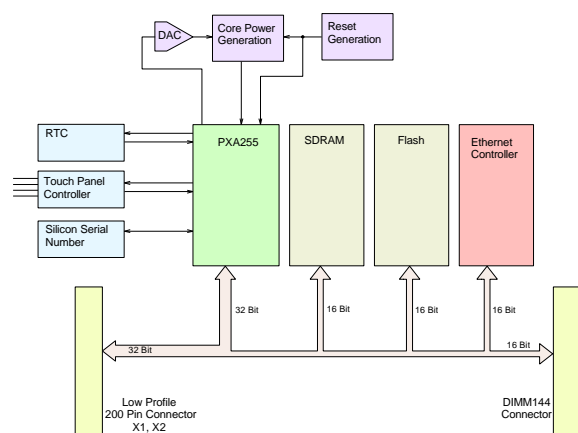 DAC
Core Power
Generation
Reset
Generation
RTC
PXA255
SDRAM
Flash
Ethernet
Controller
Touch Panel
Controller
Silicon Serial
Number
32 Bit
16 Bit
16 Bit
16 Bit
32 Bit
16 Bit
Low Profile
200 Pin Connector
X1, X2
DIMM144
Connector